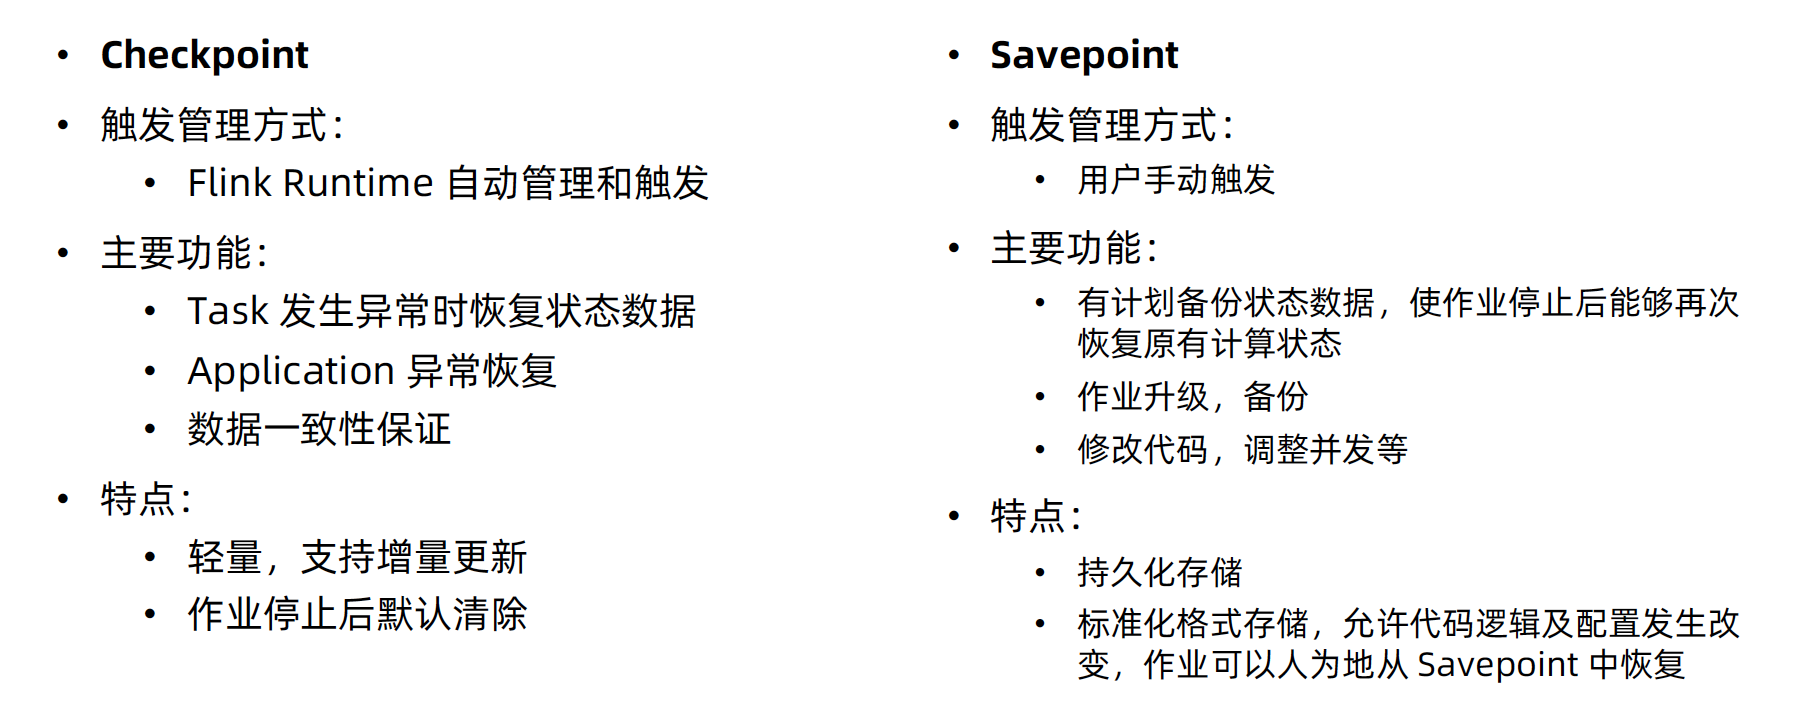 • Checkpoint
• 触发管理方式：
• Flink Runtime 自动管理和触发
• 主要功能：
• Task 发生异常时恢复状态数据
• Application 异常恢复
• 数据一致性保证
• 特点：
• 轻量，支持增量更新
• 作业停止后默认清除
• Savepoint
• 触发管理方式：
• 用户手动触发
• 主要功能：
• 有计划备份状态数据，使作业停止后能够再次
恢复原有计算状态
• 作业升级，备份
• 修改代码，调整并发等
• 特点：
• 持久化存储
• 标准化格式存储，允许代码逻辑及配置发生改
变，作业可以人为地从 Savepoint 中恢复